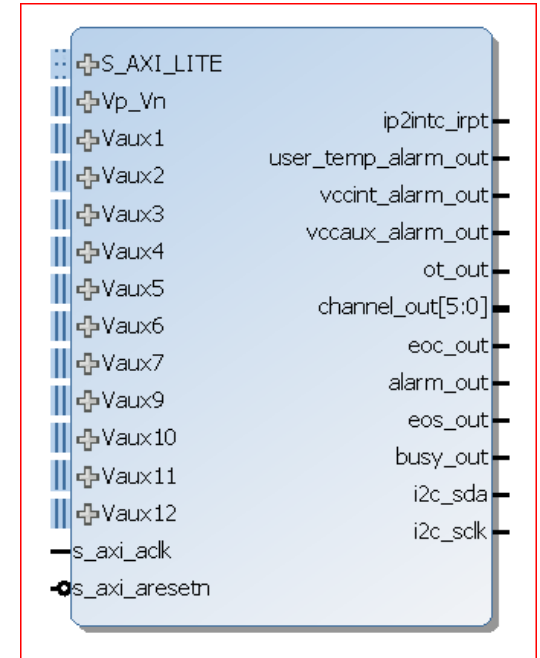 S_AXI_LITE
Vp_Vn
Vaux1
Vaux2
Vaux3
Vaux4
Vaux5
Vaux6
Vaux7
Vaux9
Vaux10
Vaux11
Vaux12
s_axi_aclk
s_axi_aresetn
ip2intc_irpt
user_temp_alarm_out
vccint_alarm_out
vccaux_alarm_out
ot_out
channel_out[5:0]
eoc_out
alarm_out
eos_out
busy_out
i2c_sda
i2c_sclk